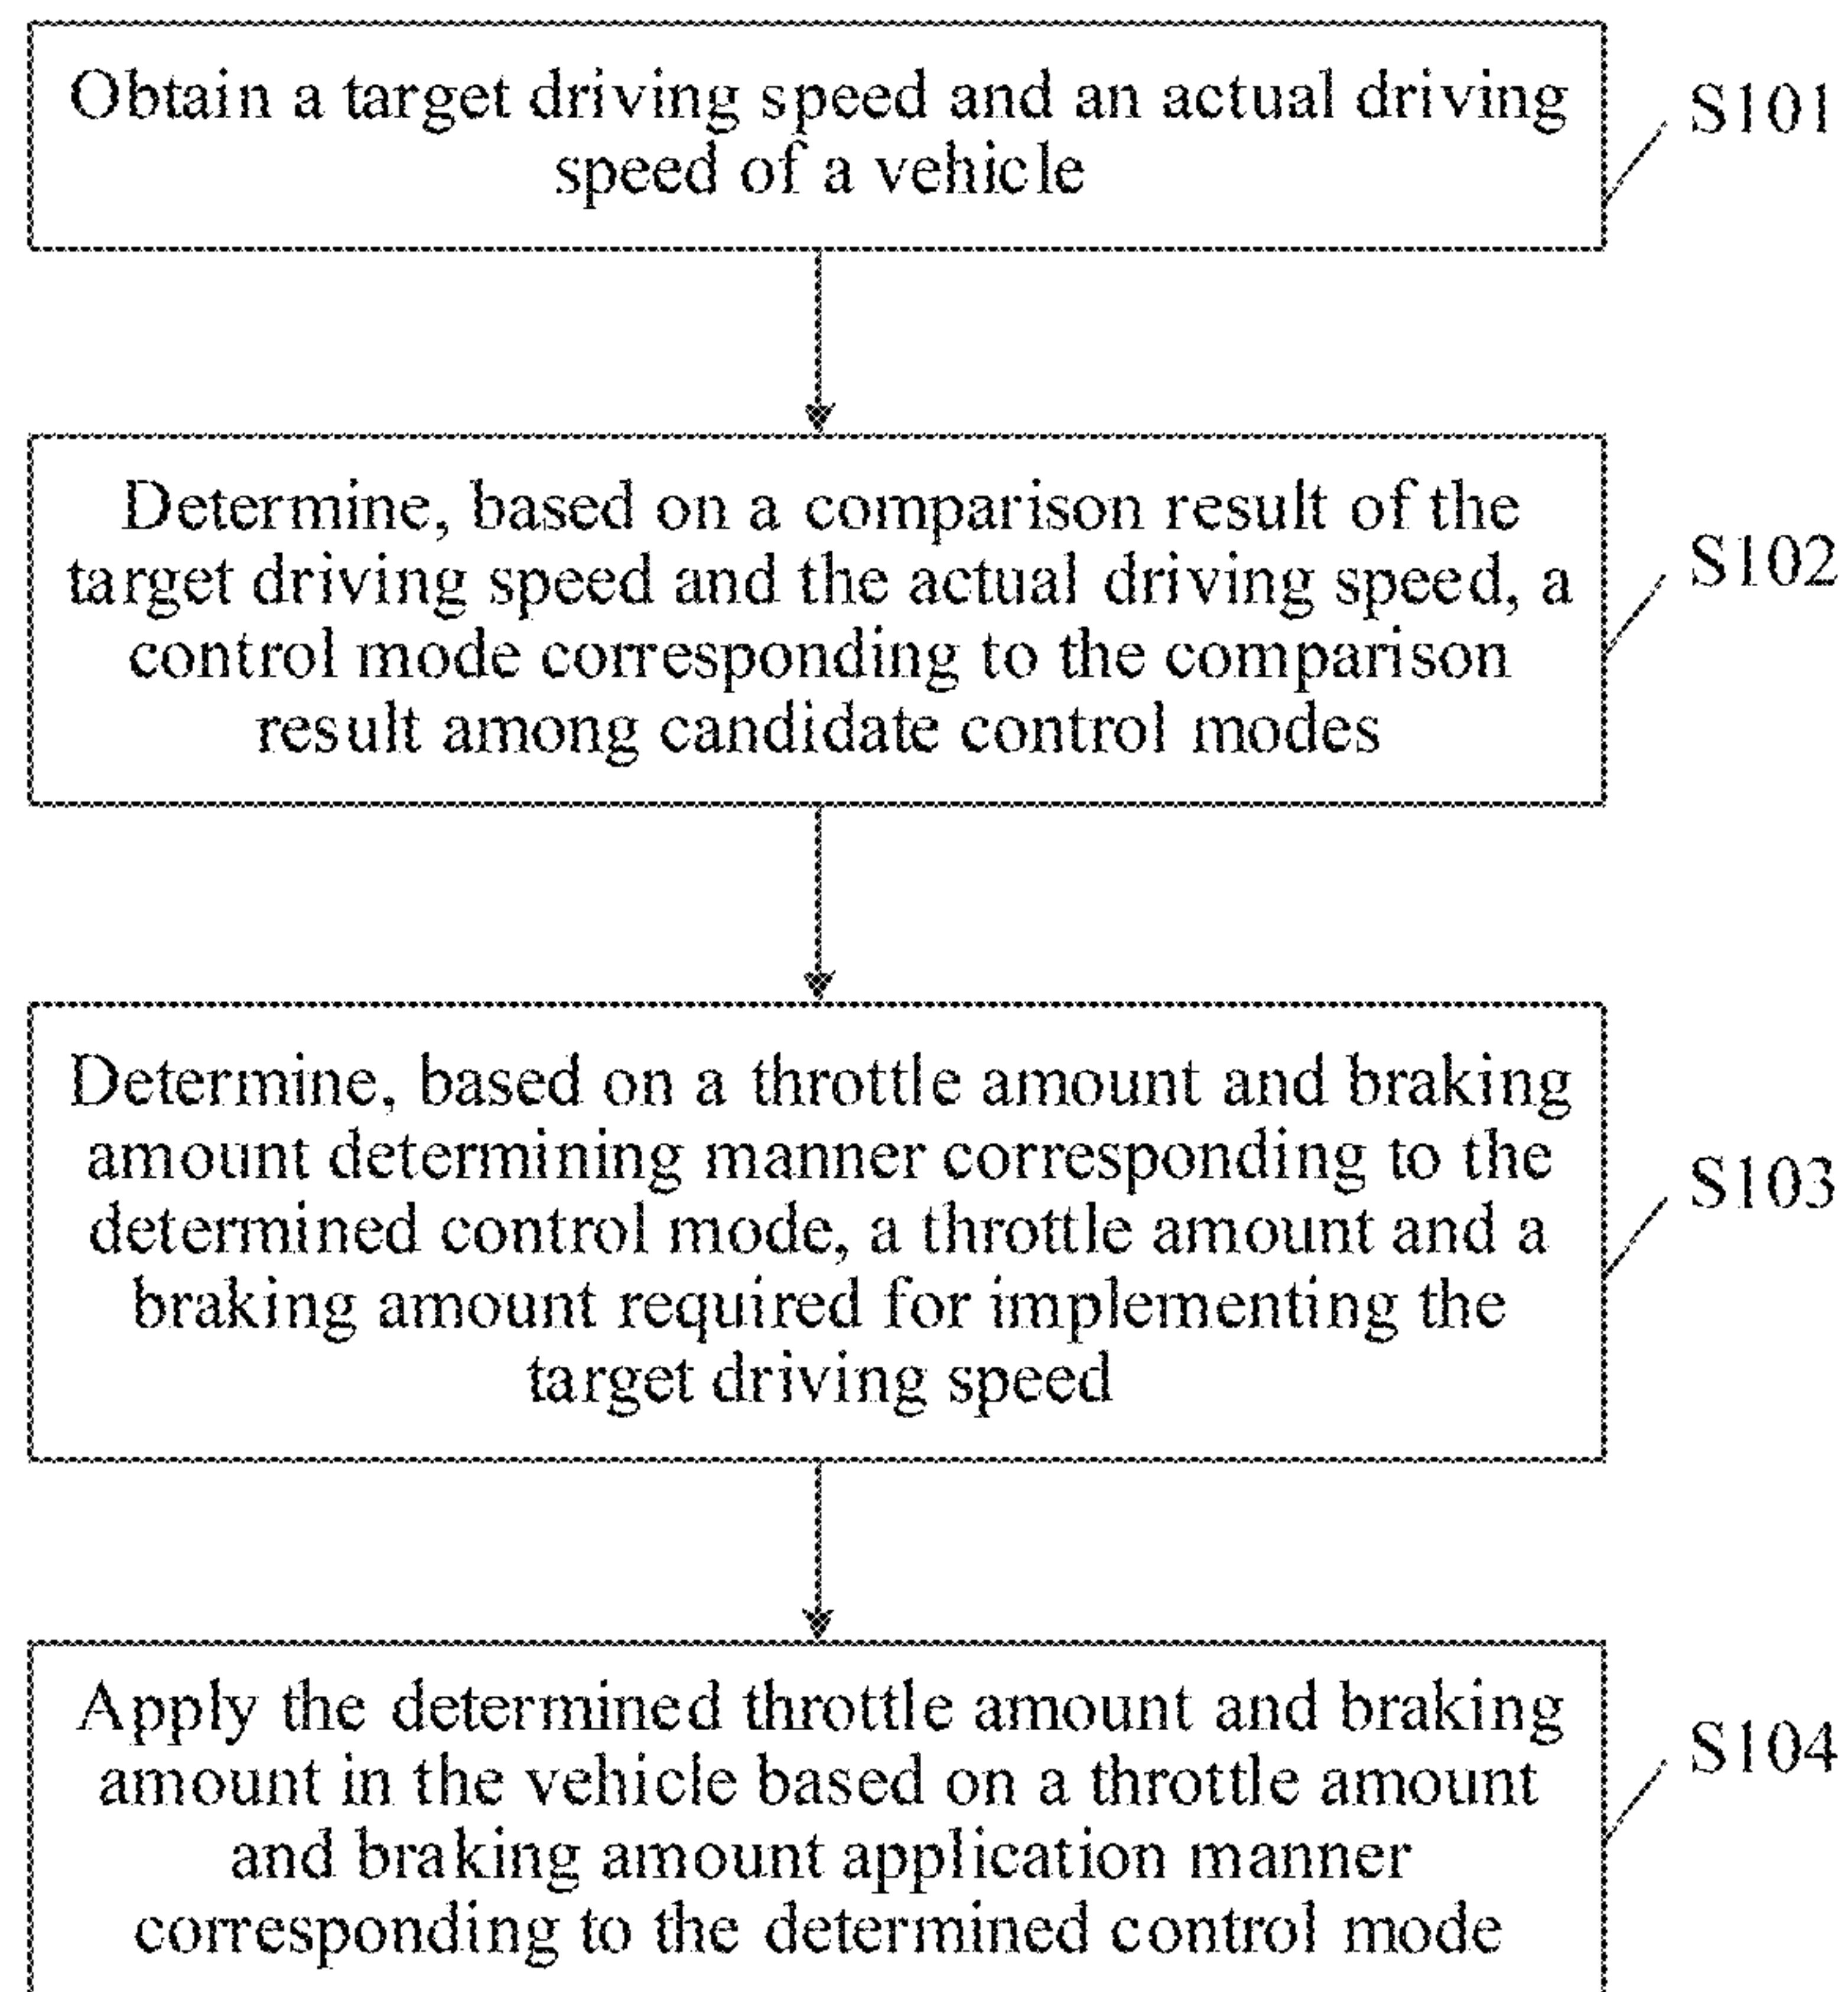 Obtain a target driving speed and an actual driving
speed of a vehicle
S101
Determine, based on a comparison result of the
target driving speed and the actual driving speed, a
control mode corresponding to the comparison
result among candidate control modes
S102
Determine, based on a throttle amount and braking
amount determining manner corresponding to the
determined control mode, a throttle amount and a
braking amount required for implementing the
target driving speed
S103
Apply the determined throttle amount and braking
amount in the vehicle based on a throttle amount
and braking amount application manner
corresponding to the determined control mode
S104